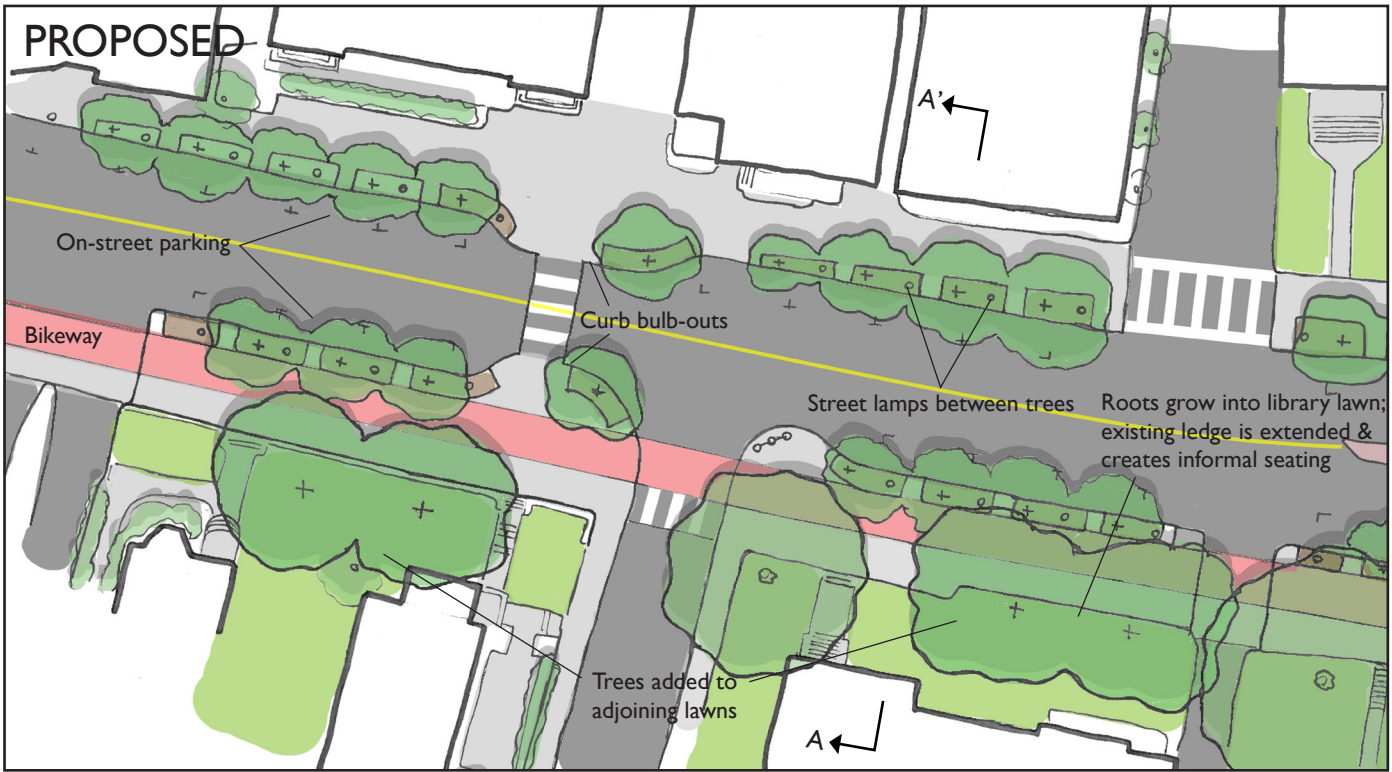 PROPOSED
A'
On-street parking
Bikeway
Curb bulb-outs
Street lamps between trees
Roots grow into library lawn;
existing ledge is extended &
creates informal seating
Trees added to
adjoining lawns
A